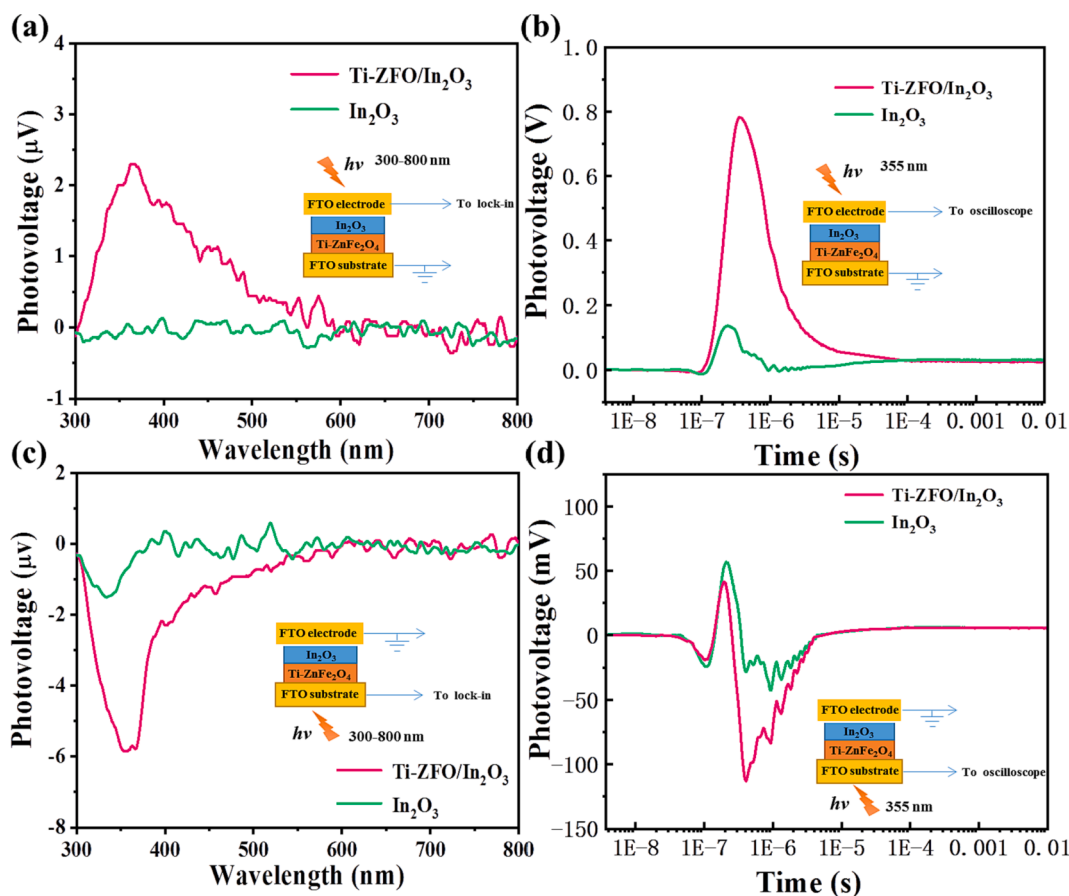 (a)
4
3
2
1
0
-1
Photovoltage (μV)
Ti-ZFO/In₂O₃
In₂O₃
hν 300-800 nm
FTO electrode
To lock-in
In₂O₃
Ti-ZnFe₂O₄
FTO substrate
300 400 500 600 700 800
Wavelength (nm)
(b)
1.0
0.8
0.6
0.4
0.2
0.0
Photovoltage (V)
Ti-ZFO/In₂O₃
In₂O₃
hν 355 nm
FTO electrode
To oscilloscope
In₂O₃
Ti-ZnFe₂O₄
FTO substrate
1E-8 1E-7 1E-6 1E-5 1E-4 0.001 0.01
Time (s)
(c)
2
0
-2
-4
-6
-8
Photovoltage (μv)
FTO electrode
In₂O₃
Ti-ZnFe₂O₄
FTO substrate
To lock-in
hν 300-800 nm
Ti-ZFO/In₂O₃
In₂O₃
300 400 500 600 700 800
Wavelength (nm)
(d)
100
50
0
-50
-100
-150
Photovoltage (mV)
Ti-ZFO/In₂O₃
In₂O₃
FTO electrode
In₂O₃
Ti-ZnFe₂O₄
FTO substrate
To oscilloscope
hν 355 nm
1E-8 1E-7 1E-6 1E-5 1E-4 0.001 0.01
Time (s)